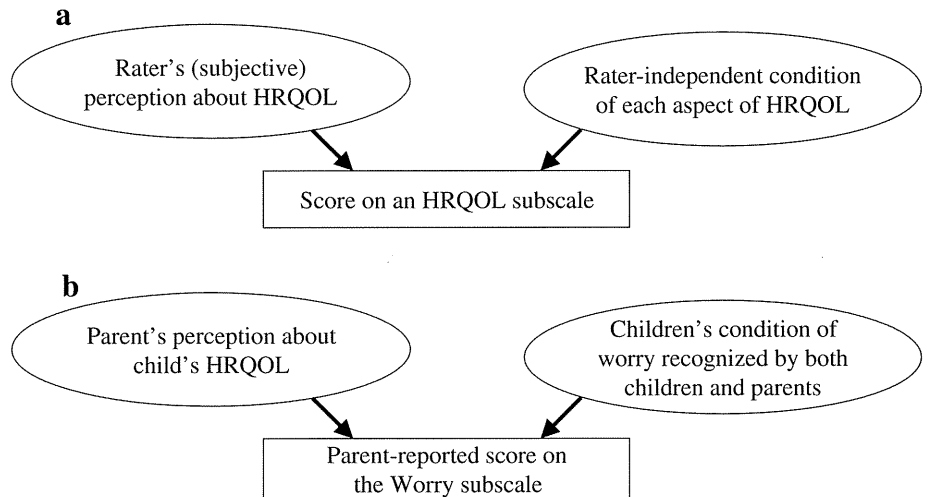 a
Rater's (subjective)
perception about HRQOL
Rater-independent condition
of each aspect of HRQOL
Score on an HRQOL subscale
b
Parent's perception about
child's HRQOL
Children's condition of
worry recognized by both
children and parents
Parent-reported score on
the Worry subscale